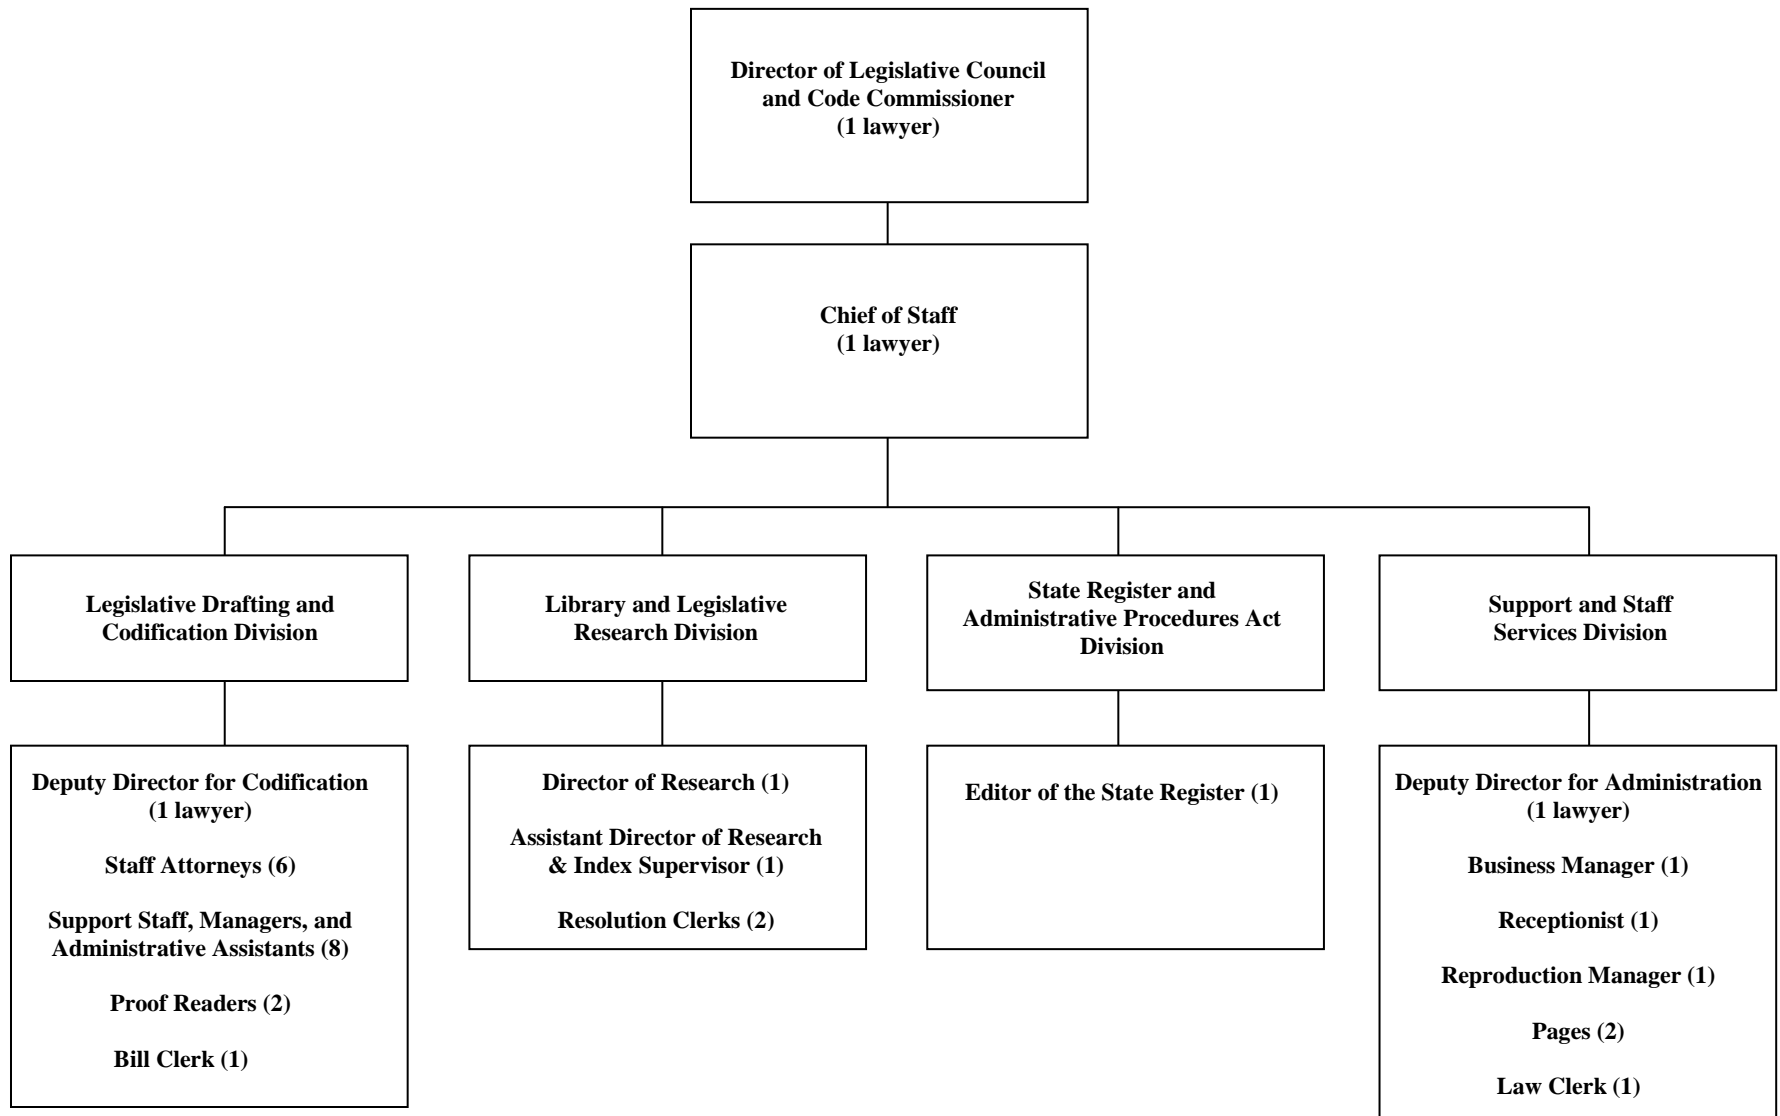 Director of Legislative Council
and Code Commissioner
(1 lawyer)
Chief of Staff
(1 lawyer)
Legislative Drafting and
Codification Division
Library and Legislative
Research Division
State Register and
Administrative Procedures Act
Division
Support and Staff
Services Division
Deputy Director for Codification
(1 lawyer)
Staff Attorneys (6)
Support Staff, Managers, and
Administrative Assistants (8)
Proof Readers (2)
Bill Clerk (1)
Director of Research (1)
Assistant Director of Research
& Index Supervisor (1)
Resolution Clerks (2)
Editor of the State Register (1)
Deputy Director for Administration
(1 lawyer)
Business Manager (1)
Receptionist (1)
Reproduction Manager (1)
Pages (2)
Law Clerk (1)